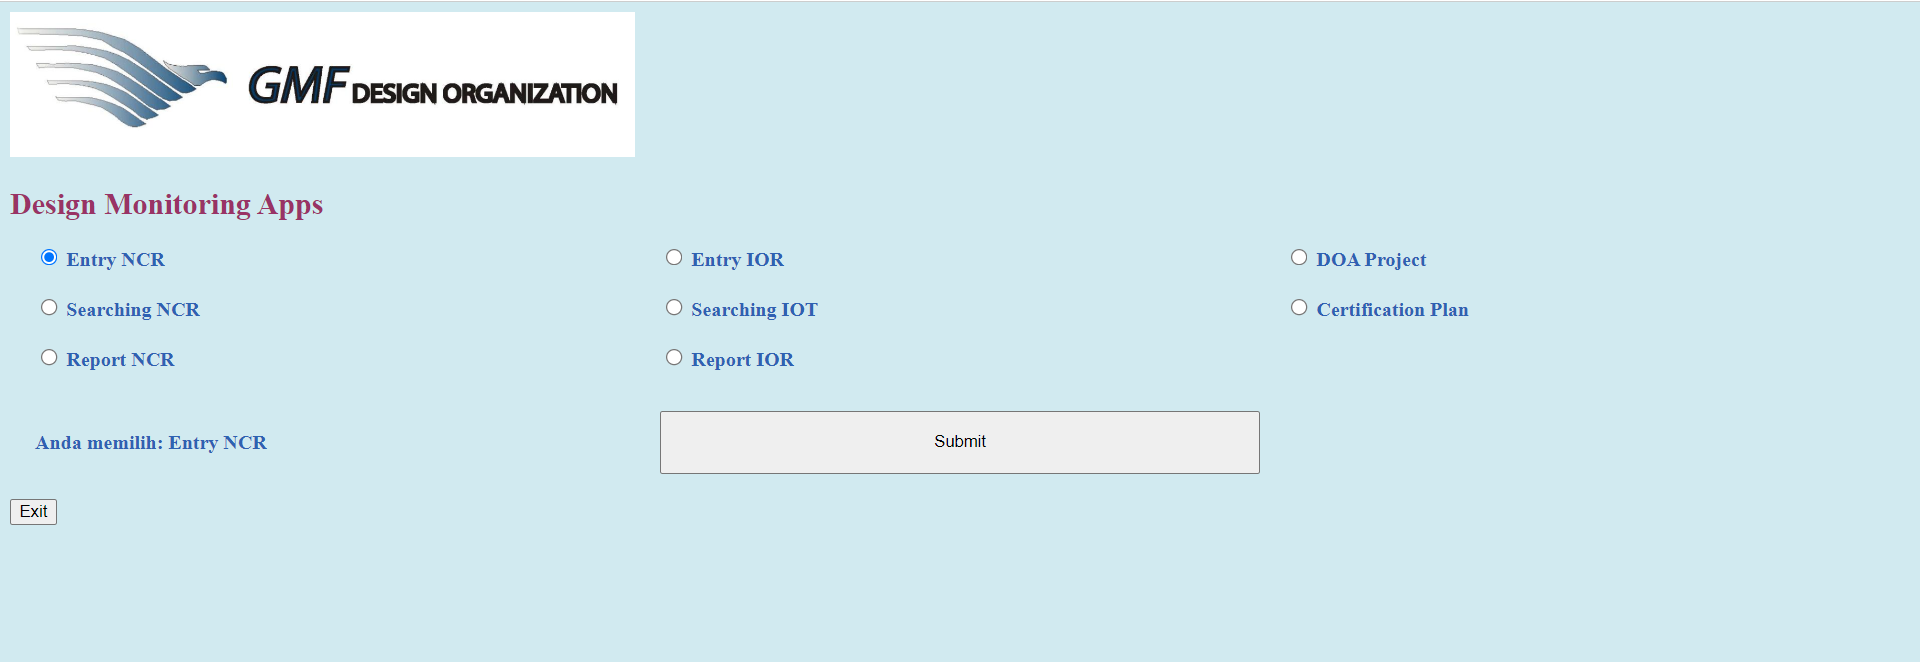 GMF DESIGN ORGANIZATION
Design Monitoring Apps
Entry NCR
Entry IOR
DOA Project
Searching NCR
Searching IOT
Certification Plan
Report NCR
Report IOR
Anda memilih: Entry NCR
Submit
Exit